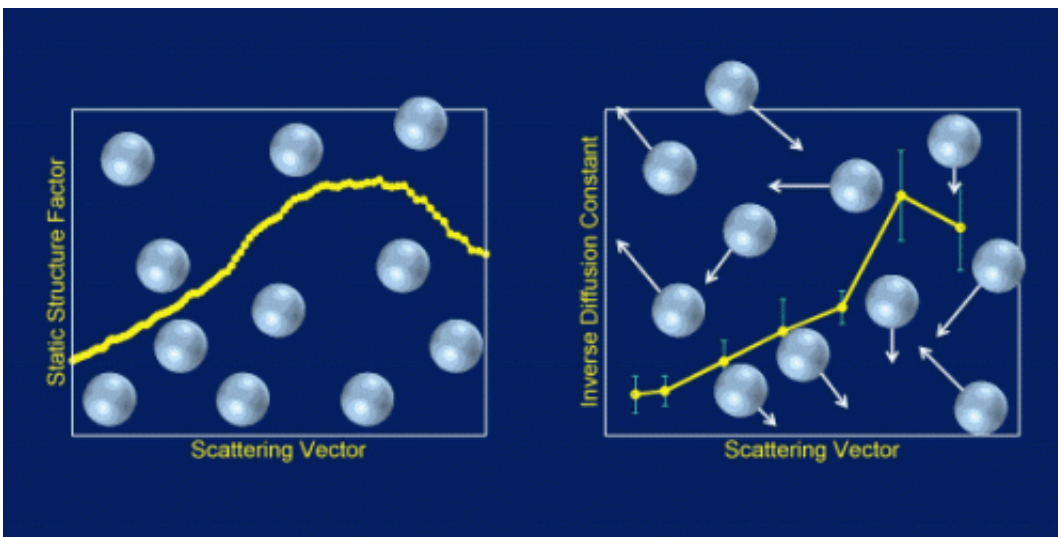 Static Structure Factor
Scattering Vector
Inverse Diffusion Constant
Scattering Vector